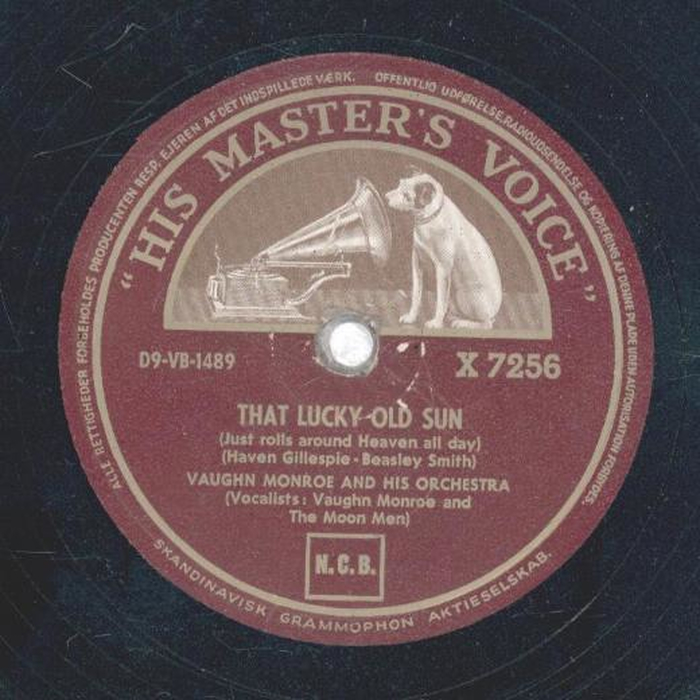 ALLE RETTIGHEDER FORBEHOLDES PRODUCENTEN RESP. EJEREN AF DET INDSPILLEDE VÆRK. OFFENTLIG UDFØRELSE, RADIOUDSENDELSE OG KOPIERING AF DENNE PLADE UDEN AUTORISATION FORBYDES.
"HIS MASTER'S VOICE"
D9-VB-1489
X 7256
THAT LUCKY OLD SUN
(Just rolls around Heaven all day)
(Haven Gillespie - Beasley Smith)
VAUGHN MONROE AND HIS ORCHESTRA
(Vocalists: Vaughn Monroe and
The Moon Men)
N.C.B.
SKANDINAVISK GRAMMOPHON AKTIESELSKAB.